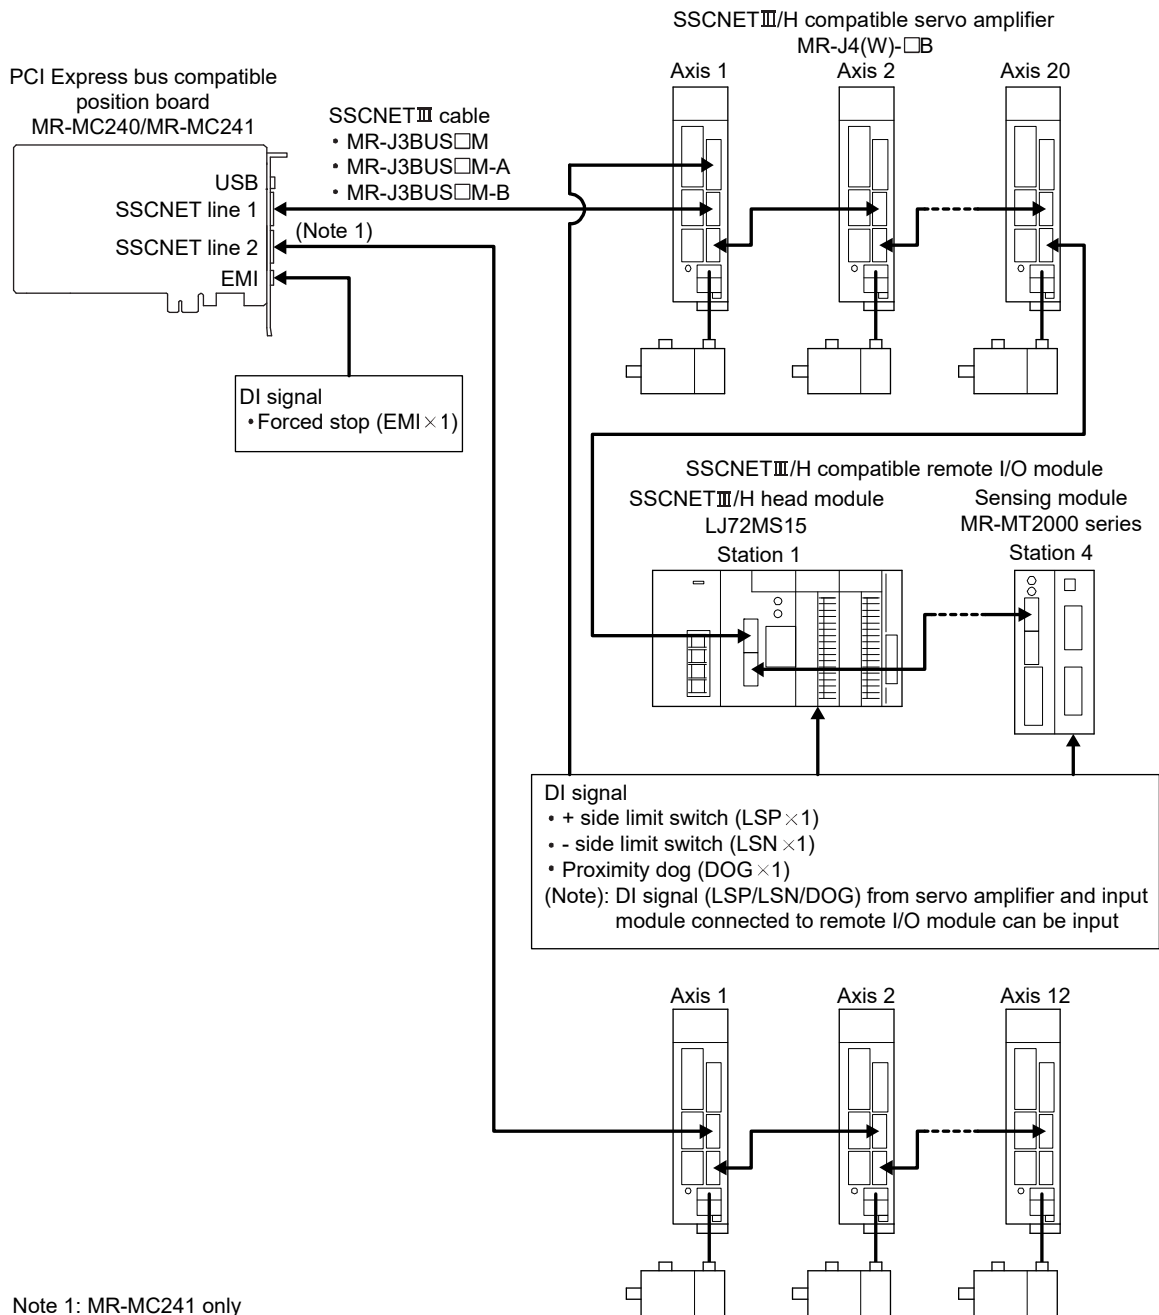 SSCNETⅢ/H compatible servo amplifier
MR-J4(W)-□B
Axis 1
Axis 2
Axis 20
PCI Express bus compatible
position board
MR-MC240/MR-MC241
SSCNETⅢ cable
・MR-J3BUS□M
・MR-J3BUS□M-A
・MR-J3BUS□M-B
USB
SSCNET line 1
(Note 1)
SSCNET line 2
EMI
DI signal
・Forced stop (EMI×1)
SSCNETⅢ/H compatible remote I/O module
SSCNETⅢ/H head module
LJ72MS15
Station 1
Sensing module
MR-MT2000 series
Station 4
DI signal
・+ side limit switch (LSP×1)
・- side limit switch (LSN×1)
・Proximity dog (DOG×1)
(Note): DI signal (LSP/LSN/DOG) from servo amplifier and input
module connected to remote I/O module can be input
Axis 1
Axis 2
Axis 12
Note 1: MR-MC241 only